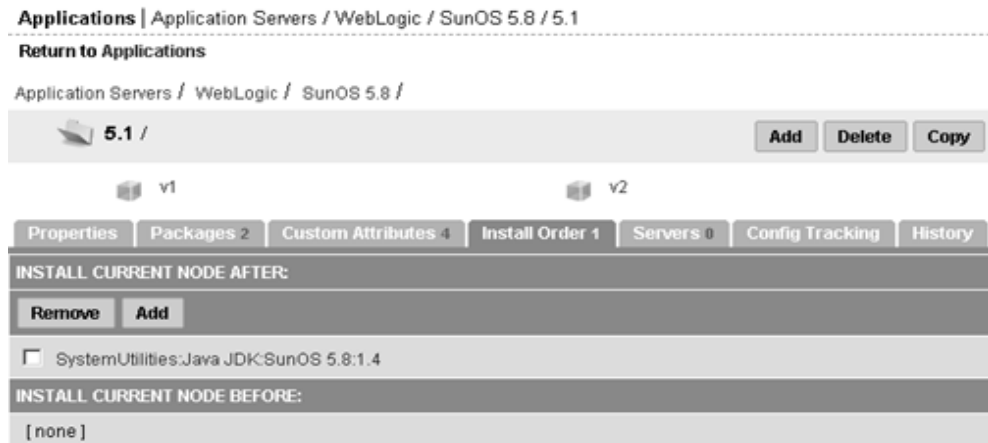 Applications | Application Servers / WebLogic / SunOS 5.8 / 5.1
Return to Applications
Application Servers / WebLogic / SunOS 5.8 /
5.1 / Add Delete Copy
v1 v2
Properties Packages 2 Custom Attributes 4 Install Order 1 Servers 0 Config Tracking History
INSTALL CURRENT NODE AFTER:
Remove Add
SystemUtilities:Java JDK:SunOS 5.8:1.4
INSTALL CURRENT NODE BEFORE:
[ none ]